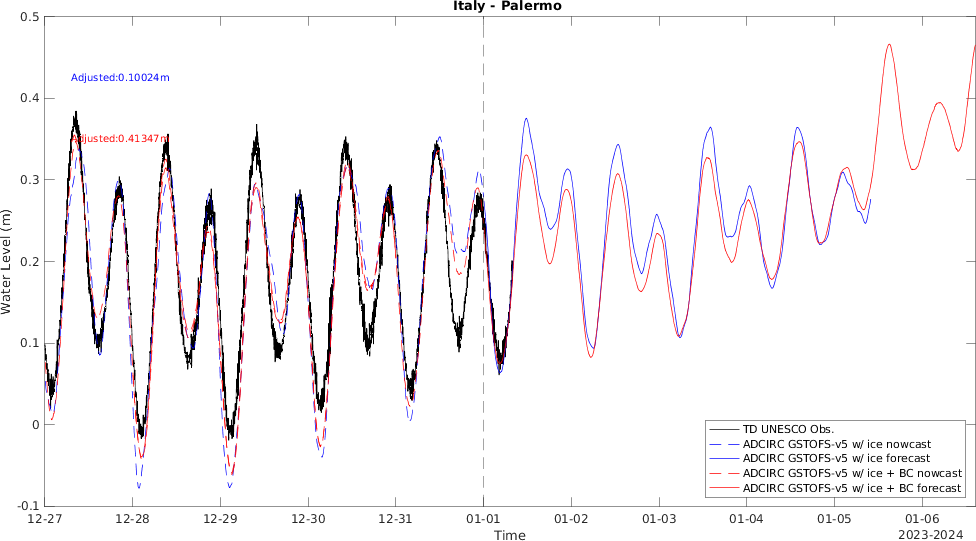 Italy - Palermo
0.5
0.4
0.3
0.2
0.1
0
-0.1
Water Level (m)
Adjusted:0.10024m
Adjusted:0.41347m
TD UNESCO Obs.
ADCIRC GSTOFS-v5 w/ ice nowcast
ADCIRC GSTOFS-v5 w/ ice forecast
ADCIRC GSTOFS-v5 w/ ice + BC nowcast
ADCIRC GSTOFS-v5 w/ ice + BC forecast
12-27 12-28 12-29 12-30 12-31 01-01 01-02 01-03 01-04 01-05 01-06
Time
2023-2024